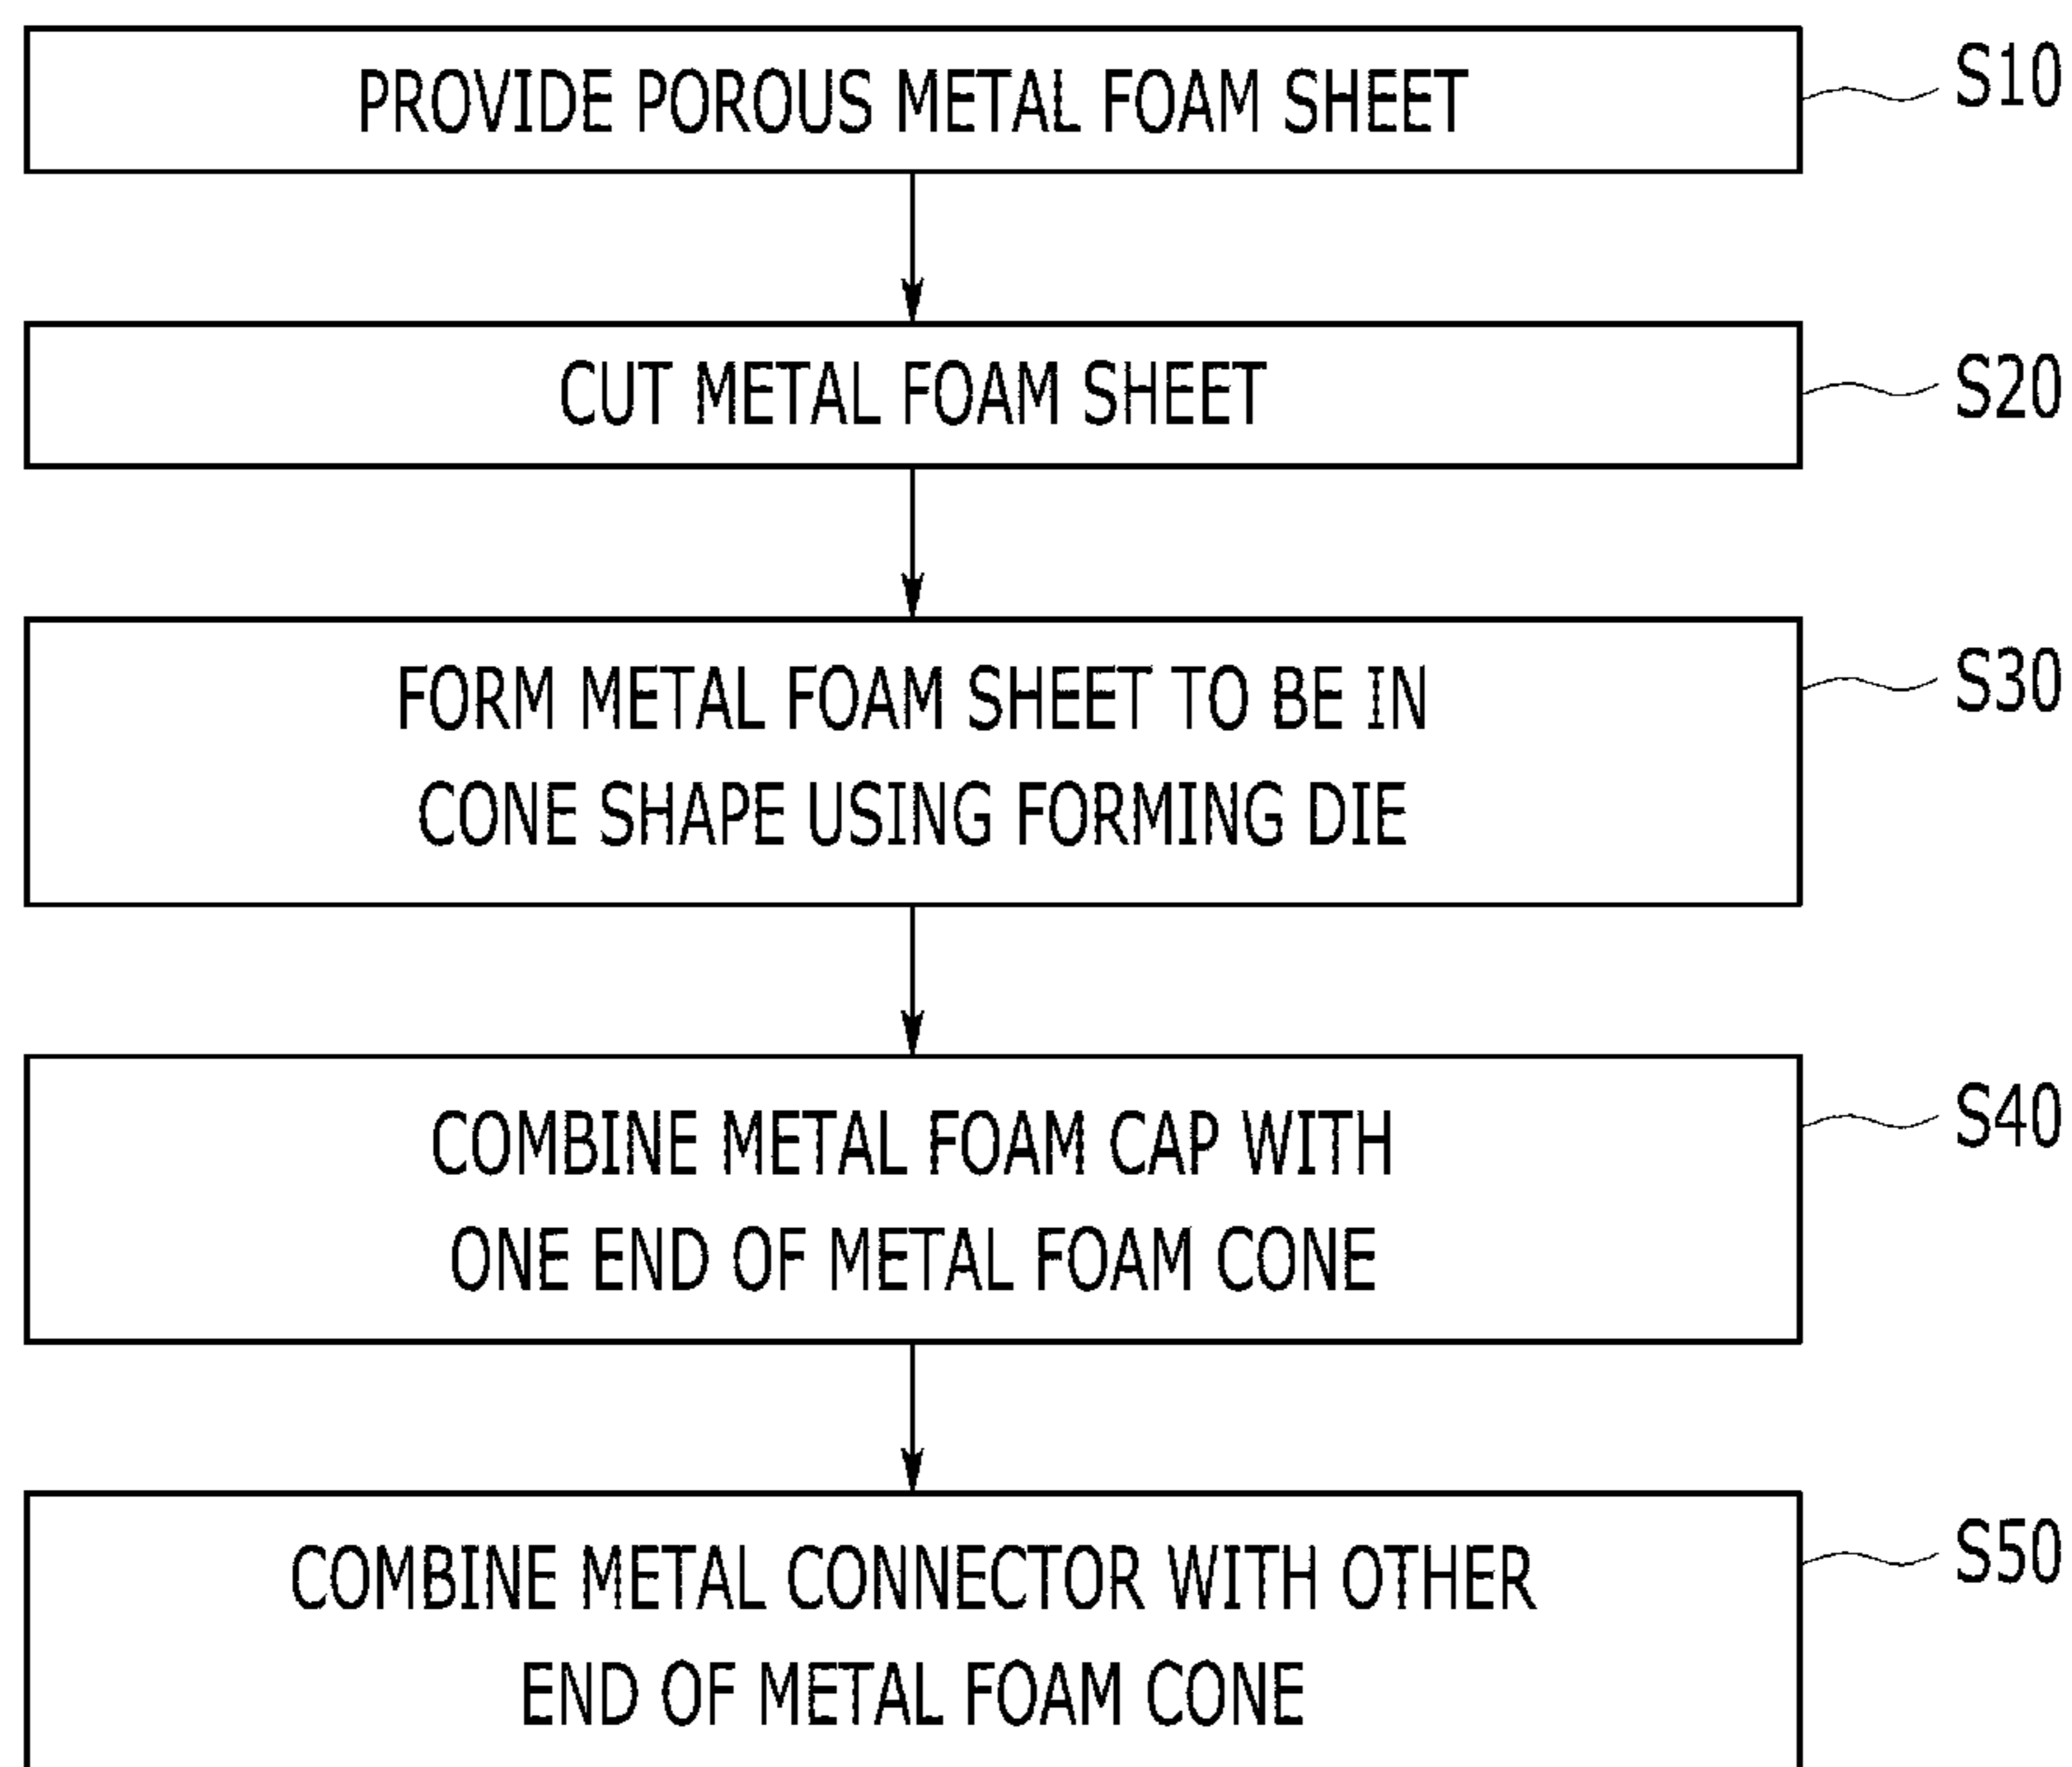 PROVIDE POROUS METAL FOAM SHEET
S10
CUT METAL FOAM SHEET
S20
FORM METAL FOAM SHEET TO BE IN
CONE SHAPE USING FORMING DIE
S30
COMBINE METAL FOAM CAP WITH
ONE END OF METAL FOAM CONE
S40
COMBINE METAL CONNECTOR WITH OTHER
END OF METAL FOAM CONE
S50